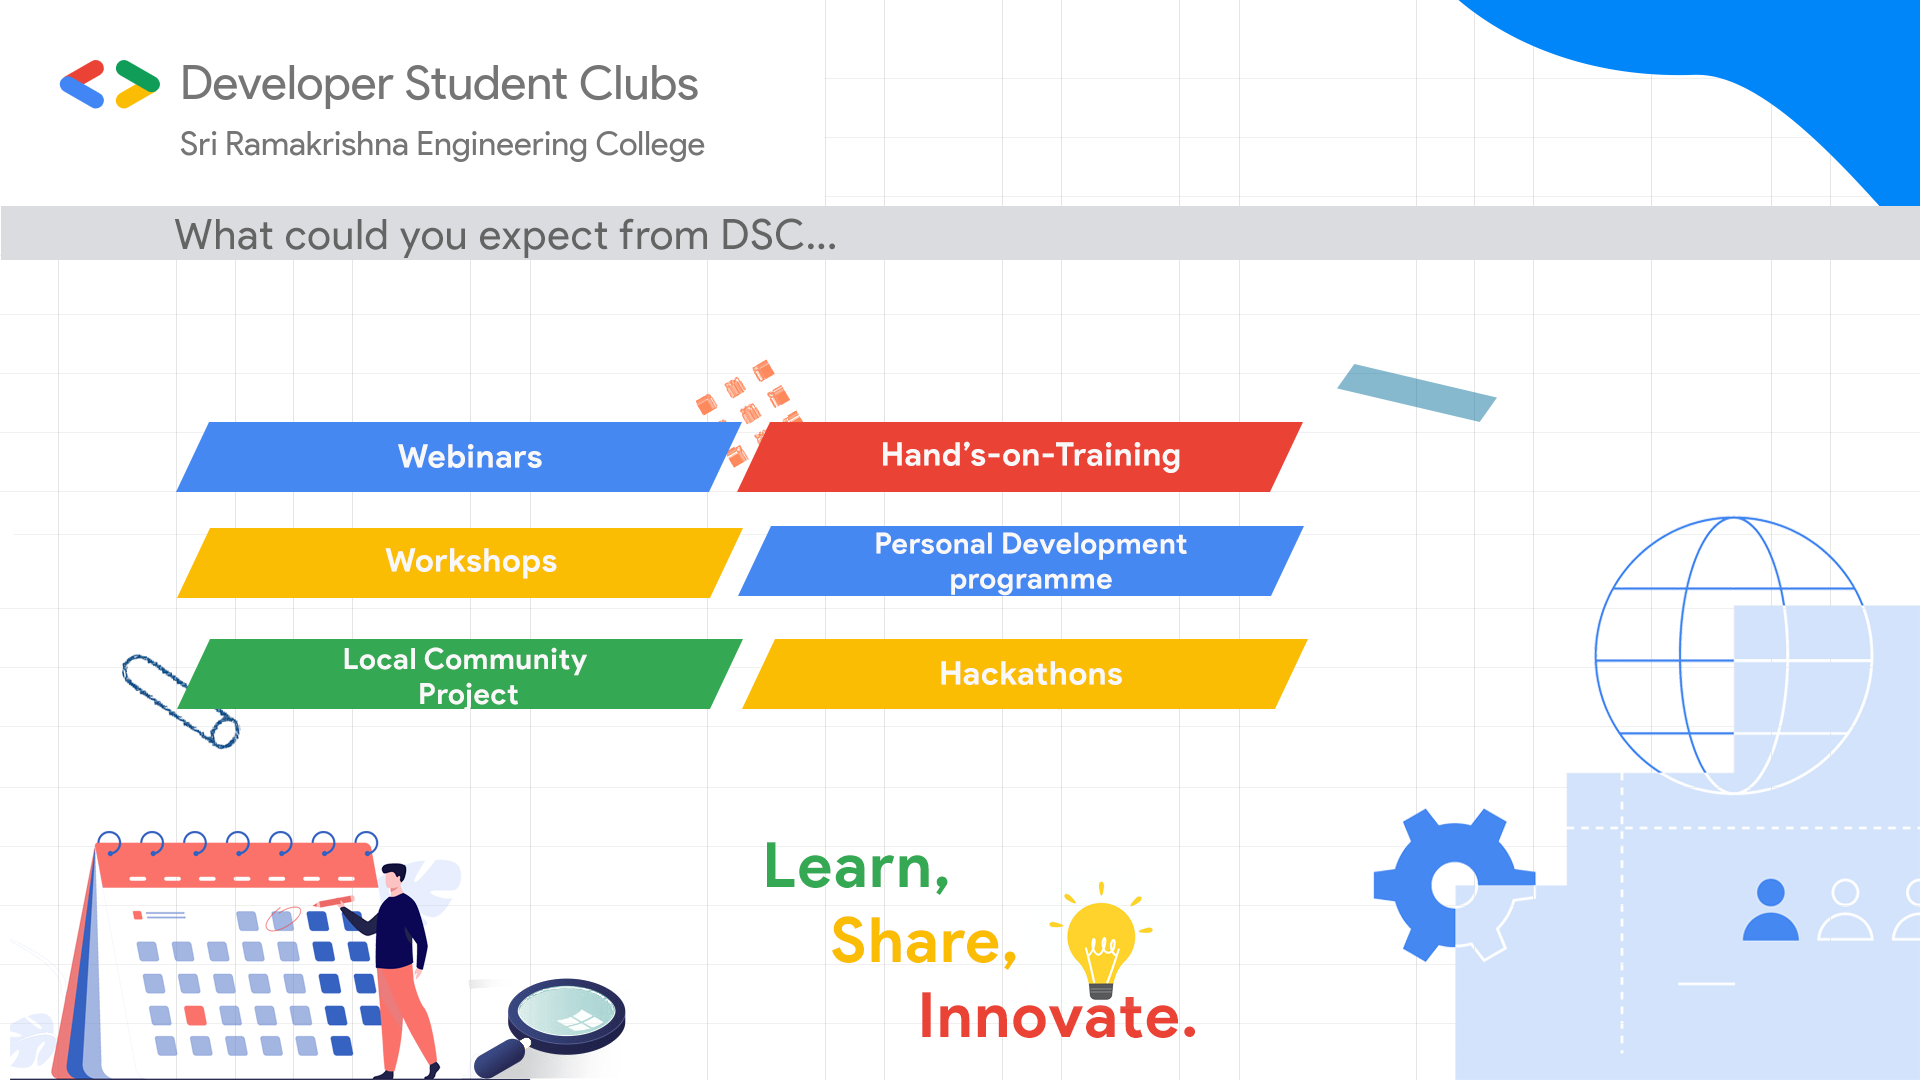 Developer Student Clubs
Sri Ramakrishna Engineering College
What could you expect from DSC...
Webinars
Hand’s-on-Training
Workshops
Personal Development
programme
Local Community
Project
Hackathons
Learn,
Share,
Innovate.